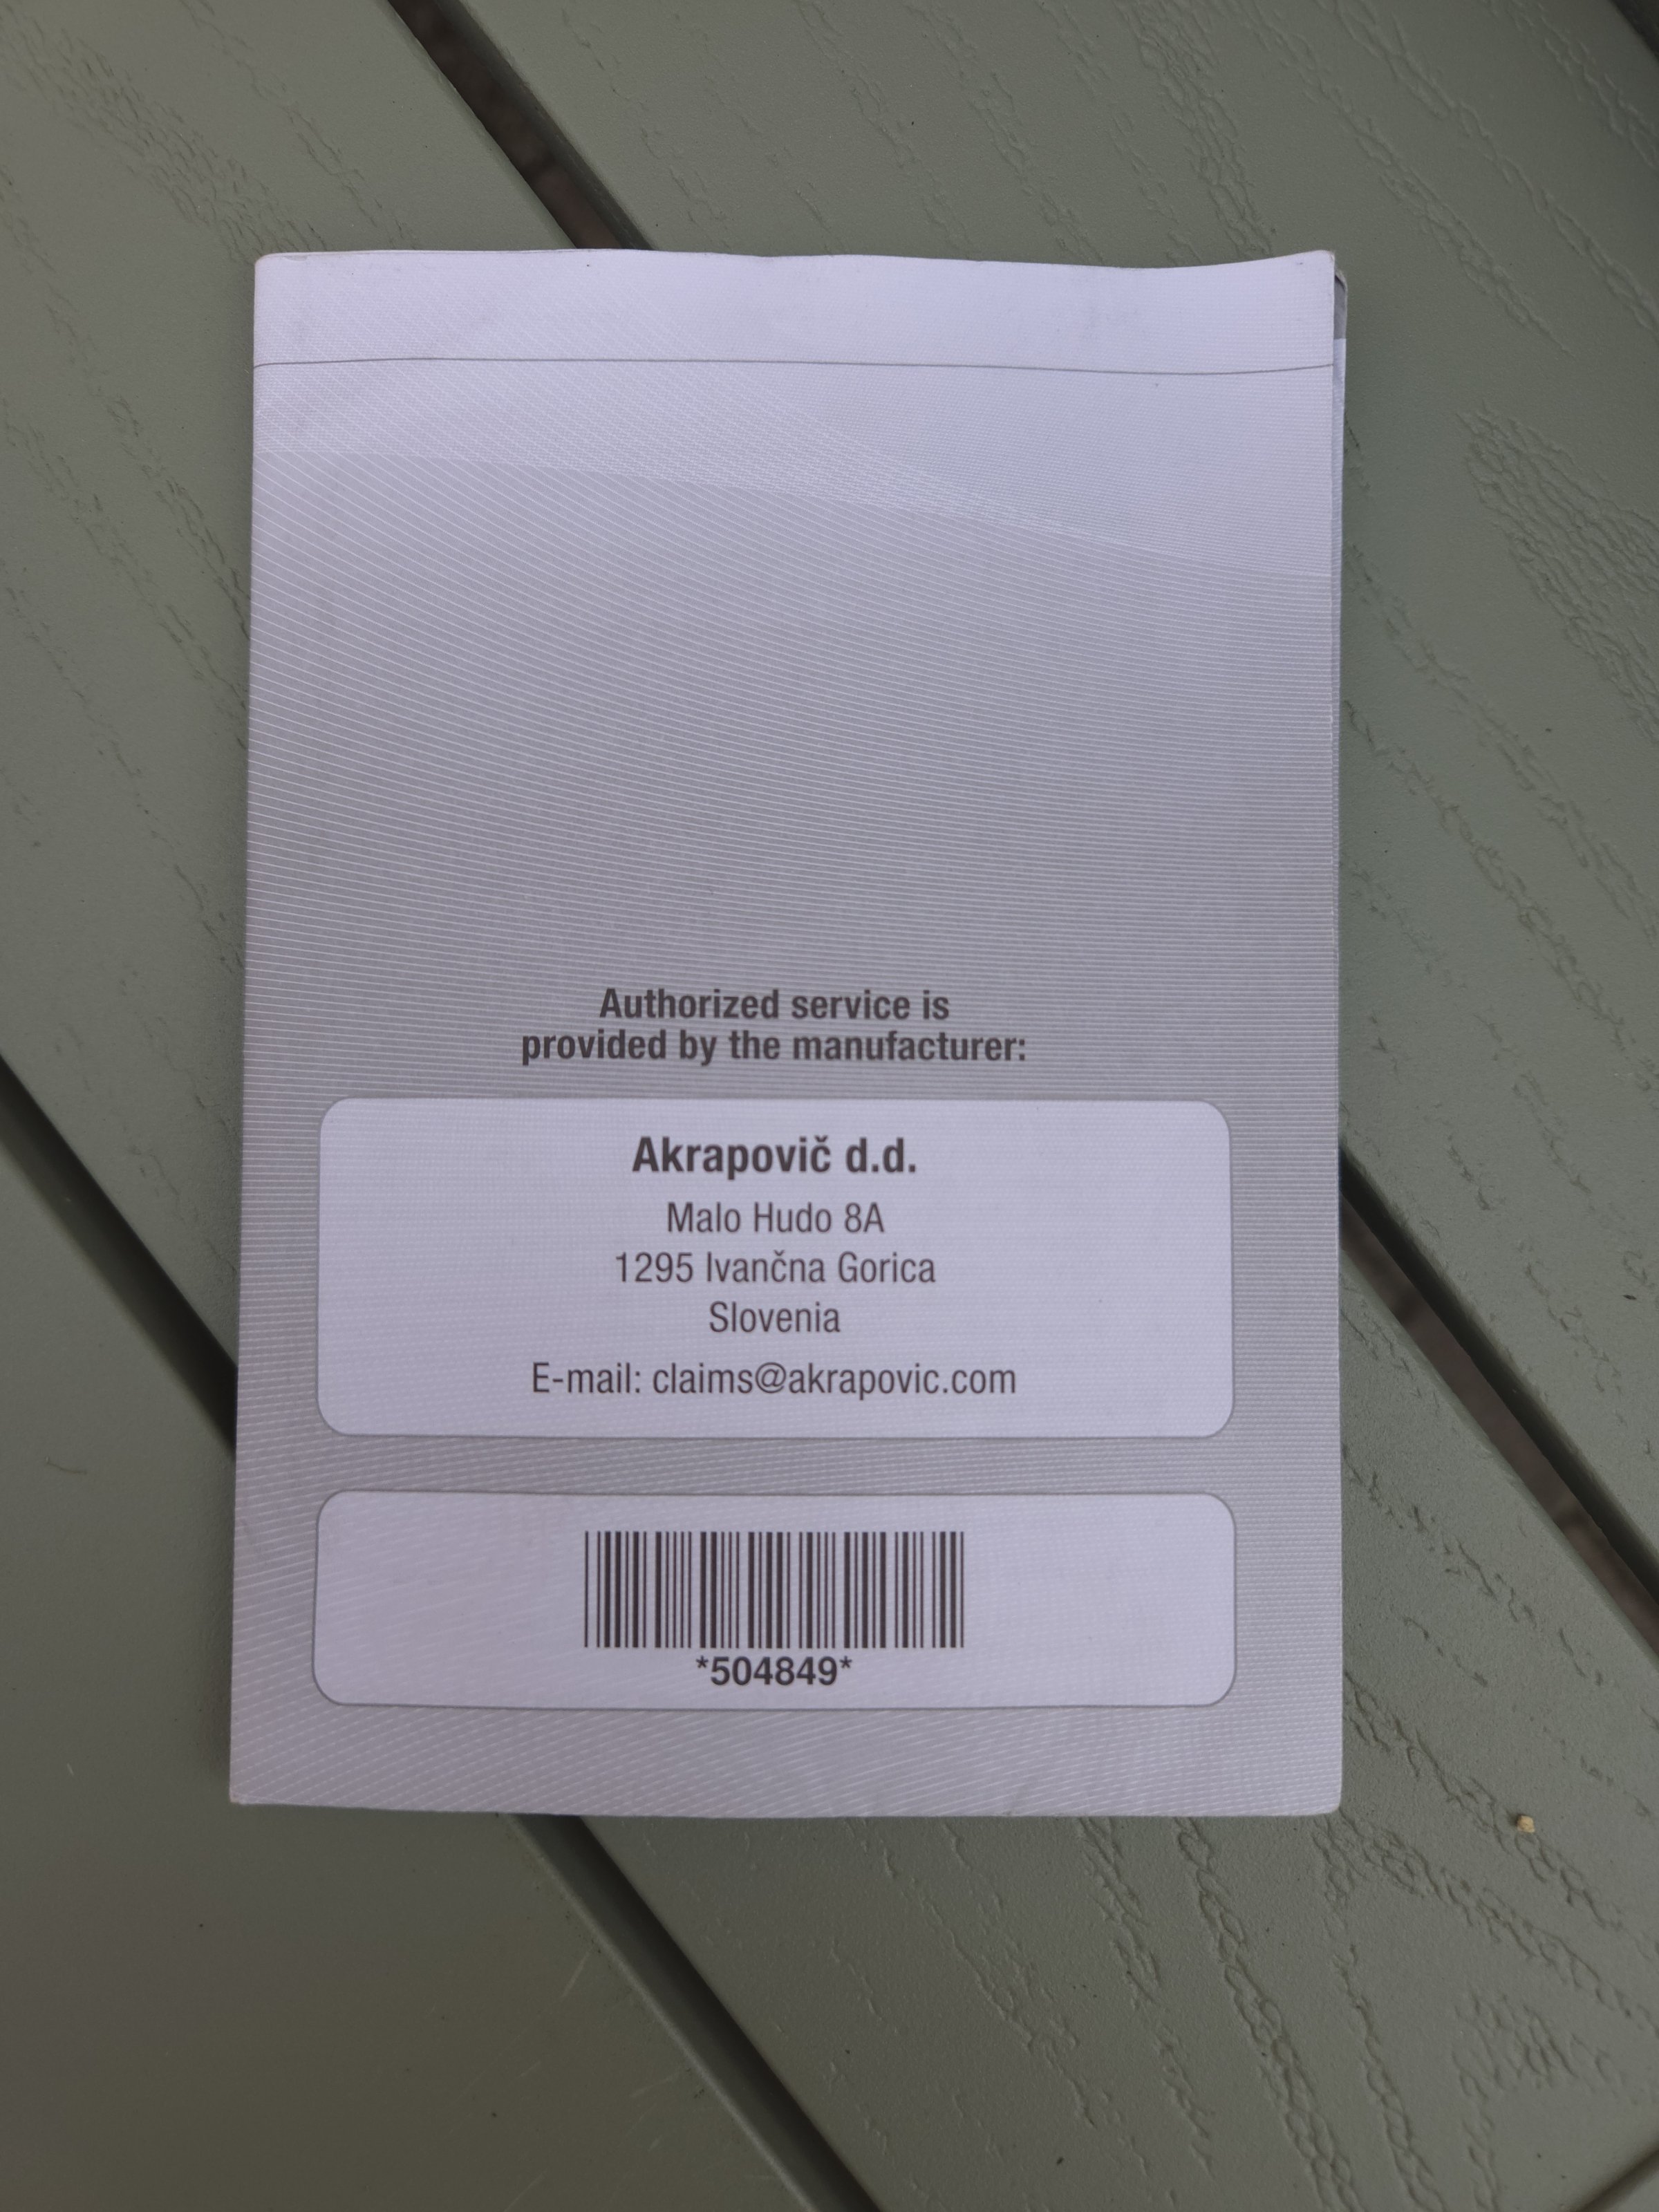 Authorized service is
provided by the manufacturer:
Akrapovič d.d.
Malo Hudo 8A
1295 Ivančna Gorica
Slovenia
E-mail: claims@akrapovic.com
*504849*